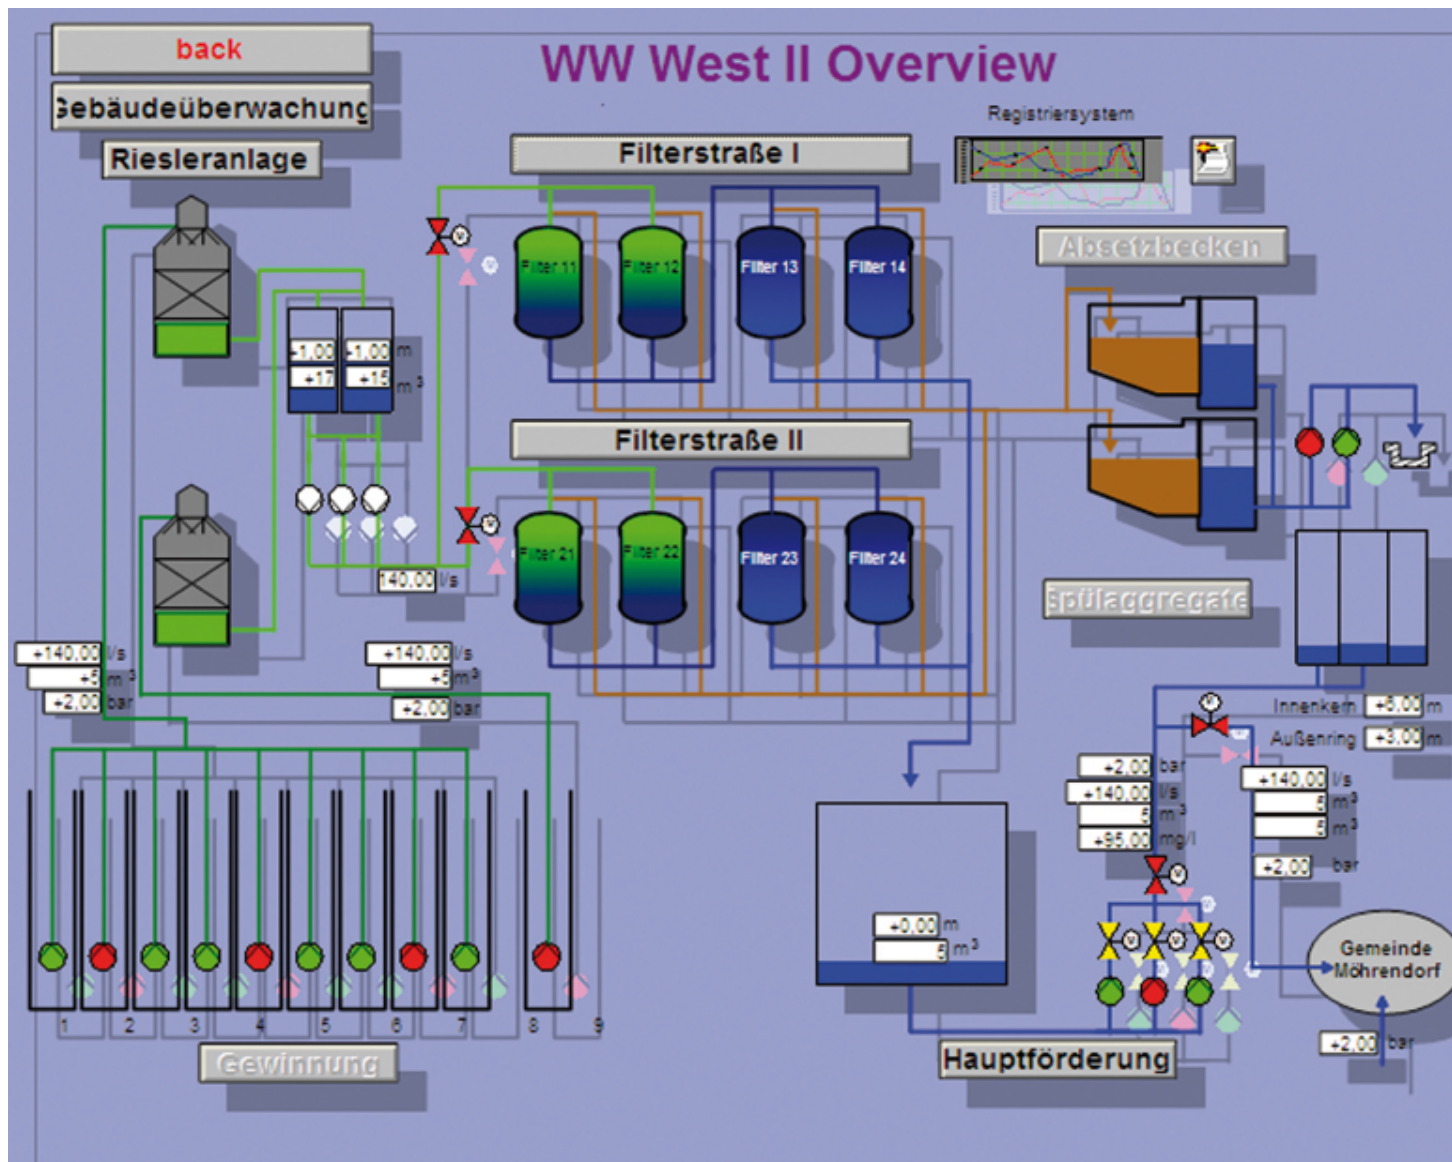 back
WW West II Overview
Gebäudeüberwachung
Registriersystem
Riesleranlage
Filterstraße I
Absetzbecken
Filter 11
Filter 12
Filter 13
Filter 14
+1,00
+1,00 m
+17
+15 m³
Filterstraße II
Filter 21
Filter 22
Filter 23
Filter 24
140,00 l/s
Spülaggregate
+140,00 l/s
+5 m³
+2,00 bar
+140,00 l/s
+5 m³
+2,00 bar
Innenkern +6,00 m
Außenring +3,00 m
+2,00 bar
+140,00 l/s
5 m³
+95,00 mg/l
+140,00 l/s
5 m³
5 m³
+2,00 bar
+0,00 m
5 m³
Gemeinde
Möhrendorf
1 2 3 4 5 6 7 8 9
+2,00 bar
Gewinnung
Hauptförderung